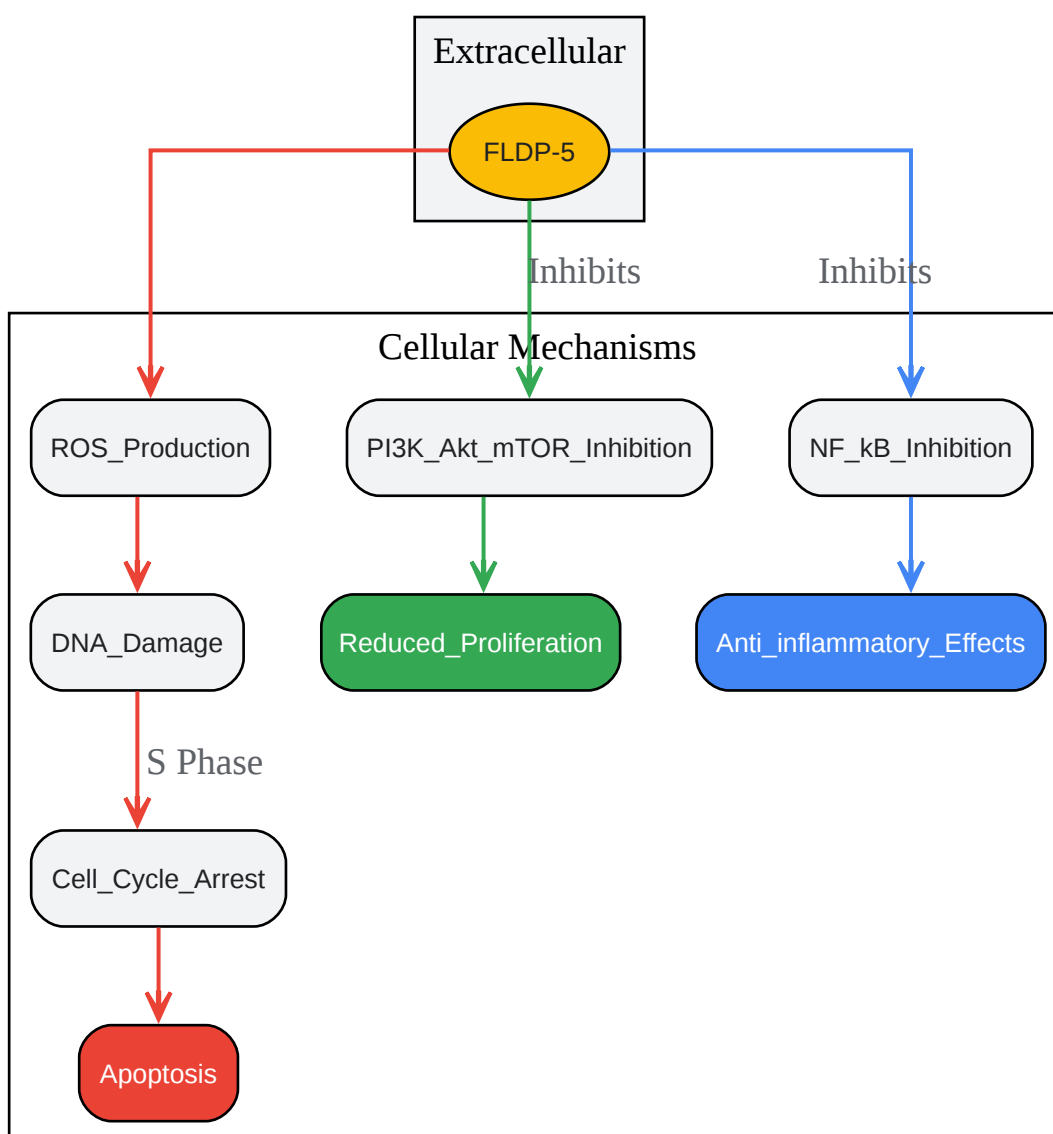 Extracellular
FLDP-5
Inhibits
Inhibits
Cellular Mechanisms
ROS_Production
PI3K_Akt_mTOR_Inhibition
NF_kB_Inhibition
DNA_Damage
Reduced_Proliferation
Anti_inflammatory_Effects
S Phase
Cell_Cycle_Arrest
Apoptosis